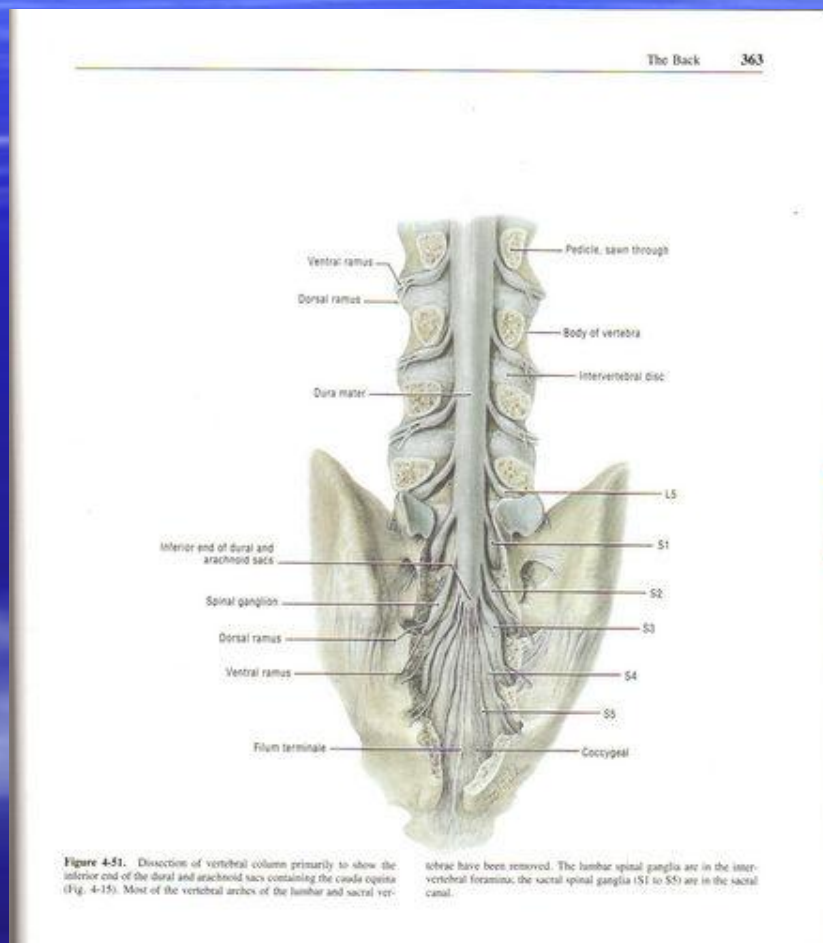 The Back 363
Ventral ramus
Dorsal ramus
Dura mater
Inferior end of dural and
arachnoid sacs
Spinal ganglion
Dorsal ramus
Ventral ramus
Filum terminale
Pedicle, sawn through
Body of vertebra
Intervertebral disc
L5
S1
S2
S3
S4
S5
Coccygeal
Figure 4-51. Dissection of vertebral column primarily to show the
inferior end of the dural and arachnoid sacs containing the cauda equina
(Fig. 4-15). Most of the vertebral arches of the lumbar and sacral ver-
tebrae have been removed. The lumbar spinal ganglia are in the inter-
vertebral foramina; the sacral spinal ganglia (S1 to S5) are in the sacral
canal.